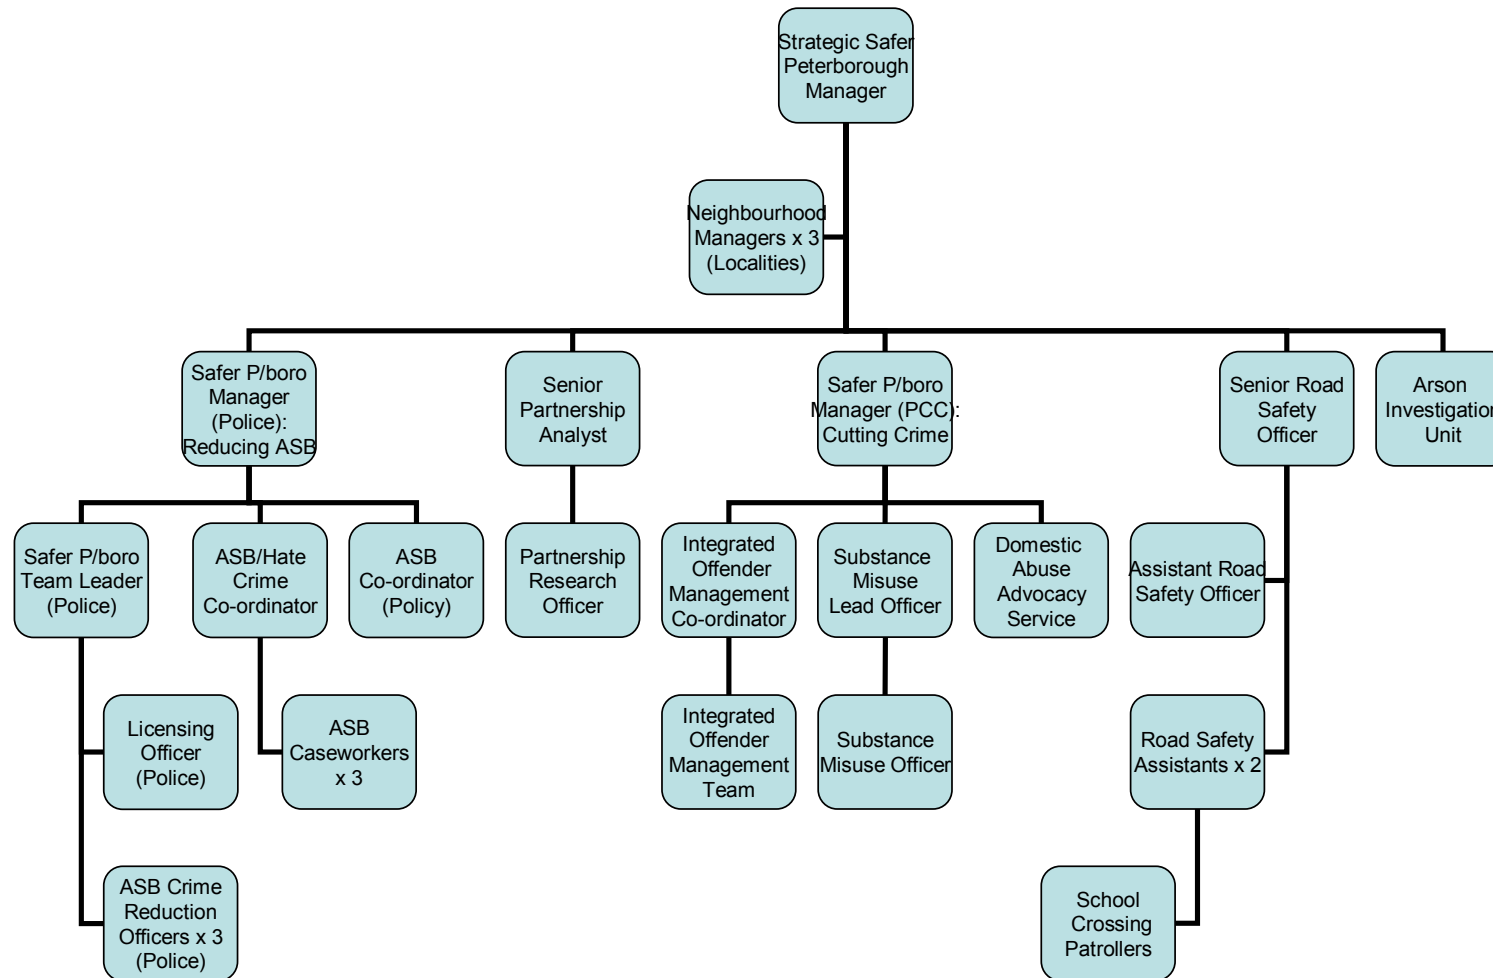 Strategic Safer
Peterborough
Manager
Neighbourhood
Managers x 3
(Localities)
Safer P/boro
Manager
(Police):
Reducing ASB
Senior
Partnership
Analyst
Safer P/boro
Manager (PCC):
Cutting Crime
Senior Road
Safety
Officer
Arson
Investigation
Unit
Safer P/boro
Team Leader
(Police)
ASB/Hate
Crime
Co-ordinator
ASB
Co-ordinator
(Policy)
Partnership
Research
Officer
Integrated
Offender
Management
Co-ordinator
Substance
Misuse
Lead Officer
Domestic
Abuse
Advocacy
Service
Assistant Road
Safety Officer
Licensing
Officer
(Police)
ASB
Caseworkers
x 3
Integrated
Offender
Management
Team
Substance
Misuse Officer
Road Safety
Assistants x 2
ASB Crime
Reduction
Officers x 3
(Police)
School
Crossing
Patrollers